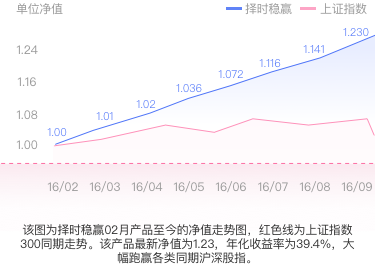 单位净值
择时稳赢 上证指数
1.230
1.24
1.141
1.116
1.072
1.16
1.036
1.02
1.01
1.08
1.00
1.00
16/02 16/03 16/04 16/05 16/06 16/07 16/08 16/09
该图为择时稳赢02月产品至今的净值走势图，红色线为上证指数
300同期走势。该产品最新净值为1.23，年化收益率为39.4%，大
幅跑赢各类同期沪深股指。